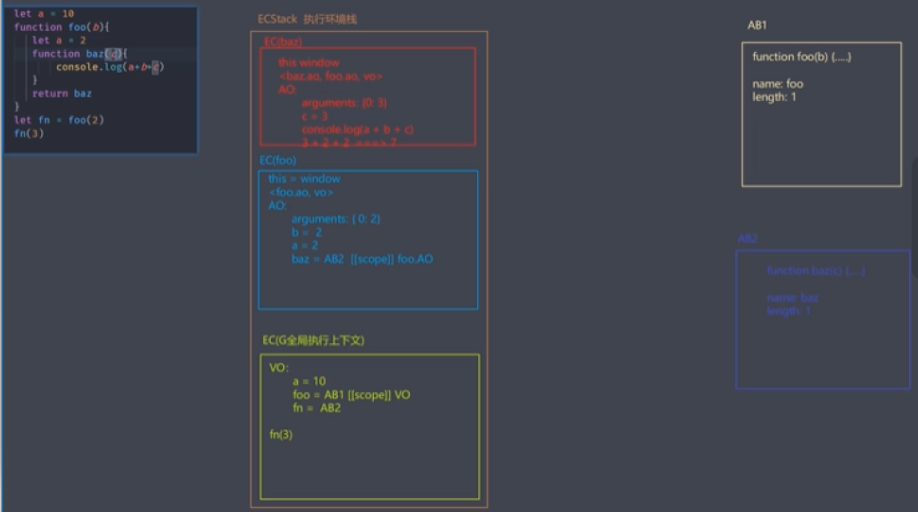 let a = 10
function foo(b){
let a = 2
function baz(c){
console.log(a+b+c)
}
return baz
}
let fn = foo(2)
fn(3)
ECStack 执行环境栈
EC(baz)
this window
<baz.ao, foo.ao, vo>
AO:
arguments: {0: 3}
c = 3
console.log(a + b + c)
3 + 2 + 2 ====> 7
EC(foo)
this = window
<foo.ao, vo>
AO:
arguments: { 0: 2}
b = 2
a = 2
baz = AB2 [[scope]] foo.AO
EC(G全局执行上下文)
VO:
a = 10
foo = AB1 [[scope]] VO
fn = AB2
fn(3)
AB1
function foo(b) {.....}
name: foo
length: 1
AB2
function baz(c) {.....}
name: baz
length: 1